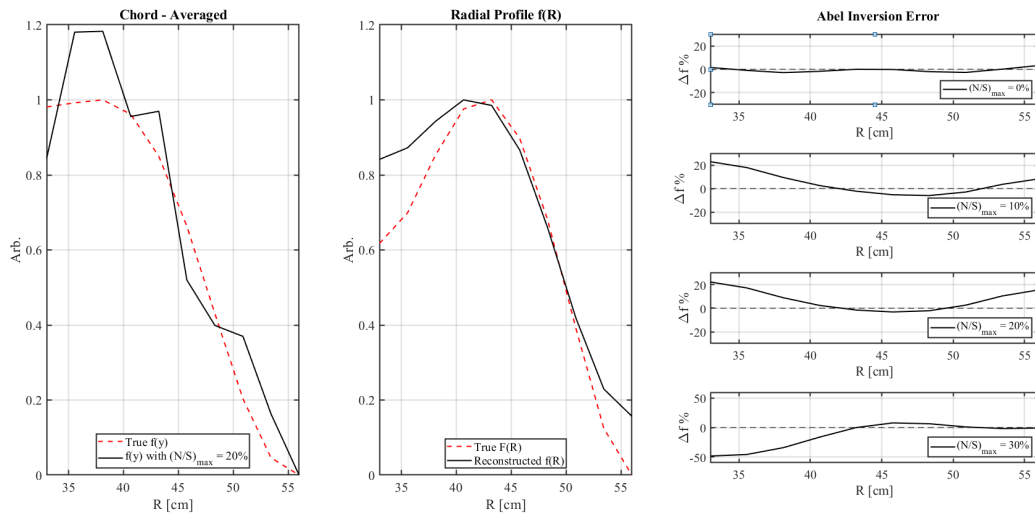 Chord - Averaged
1.2
1
0.8
0.6
0.4
0.2
0
Arb.
33
35
40
45
50
55
R [cm]
True f(y)
f(y) with (N/S)max = 20%
Radial Profile f(R)
1.2
1
0.8
0.6
0.4
0.2
0
Arb.
33
35
40
45
50
55
R [cm]
True F(R)
Reconstructed f(R)
Abel Inversion Error
20
0
-20
Δf %
35
40
45
50
55
R [cm]
(N/S)max = 0%
20
0
-20
Δf %
35
40
45
50
55
R [cm]
(N/S)max = 10%
20
0
-20
Δf %
35
40
45
50
55
R [cm]
(N/S)max = 20%
50
0
-50
Δf %
35
40
45
50
55
R [cm]
(N/S)max = 30%